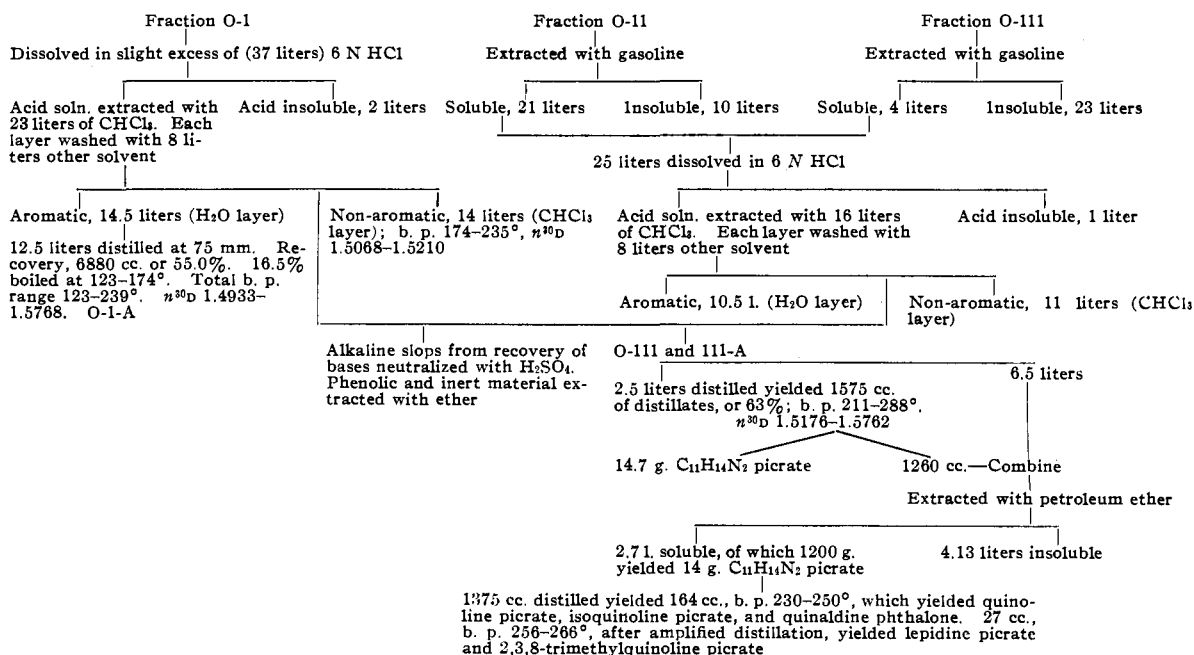 Fraction O-1
Dissolved in slight excess of (37 liters) 6 N HCl
Acid soln. extracted with
23 liters of CHCl₃. Each
layer washed with 8 li-
ters other solvent
Acid insoluble, 2 liters
Aromatic, 14.5 liters (H₂O layer)
12.5 liters distilled at 75 mm. Re-
covery, 6880 cc. or 55.0%. 16.5%
boiled at 123–174°. Total b. p.
range 123–239°. n³⁰D 1.4933–
1.5768. O-1-A
Non-aromatic, 14 liters (CHCl₃
layer); b. p. 174–235°, n³⁰D
1.5068–1.5210
Fraction O-11
Extracted with gasoline
Soluble, 21 liters
Insoluble, 10 liters
Fraction O-111
Extracted with gasoline
Soluble, 4 liters
Insoluble, 23 liters
25 liters dissolved in 6 N HCl
Acid soln. extracted with 16 liters
of CHCl₃. Each layer washed with
8 liters other solvent
Acid insoluble, 1 liter
Aromatic, 10.5 l. (H₂O layer)
Non-aromatic, 11 liters (CHCl₃
layer)
Alkaline slops from recovery of
bases neutralized with H₂SO₄.
Phenolic and inert material ex-
tracted with ether
O-111 and 111-A
2.5 liters distilled yielded 1575 cc.
of distillates, or 63%; b. p. 211–288°.
n³⁰D 1.5176–1.5762
6.5 liters
14.7 g. C₁₁H₁₄N₂ picrate
1260 cc.—Combine
Extracted with petroleum ether
2.7 l. soluble, of which 1200 g.
yielded 14 g. C₁₁H₁₄N₂ picrate
4.13 liters insoluble
1375 cc. distilled yielded 164 cc., b. p. 230–250°, which yielded quino-
line picrate, isoquinoline picrate, and quinaldine phthalone. 27 cc.,
b. p. 256–266°, after amplified distillation, yielded lepidine picrate
and 2,3,8-trimethylquinoline picrate